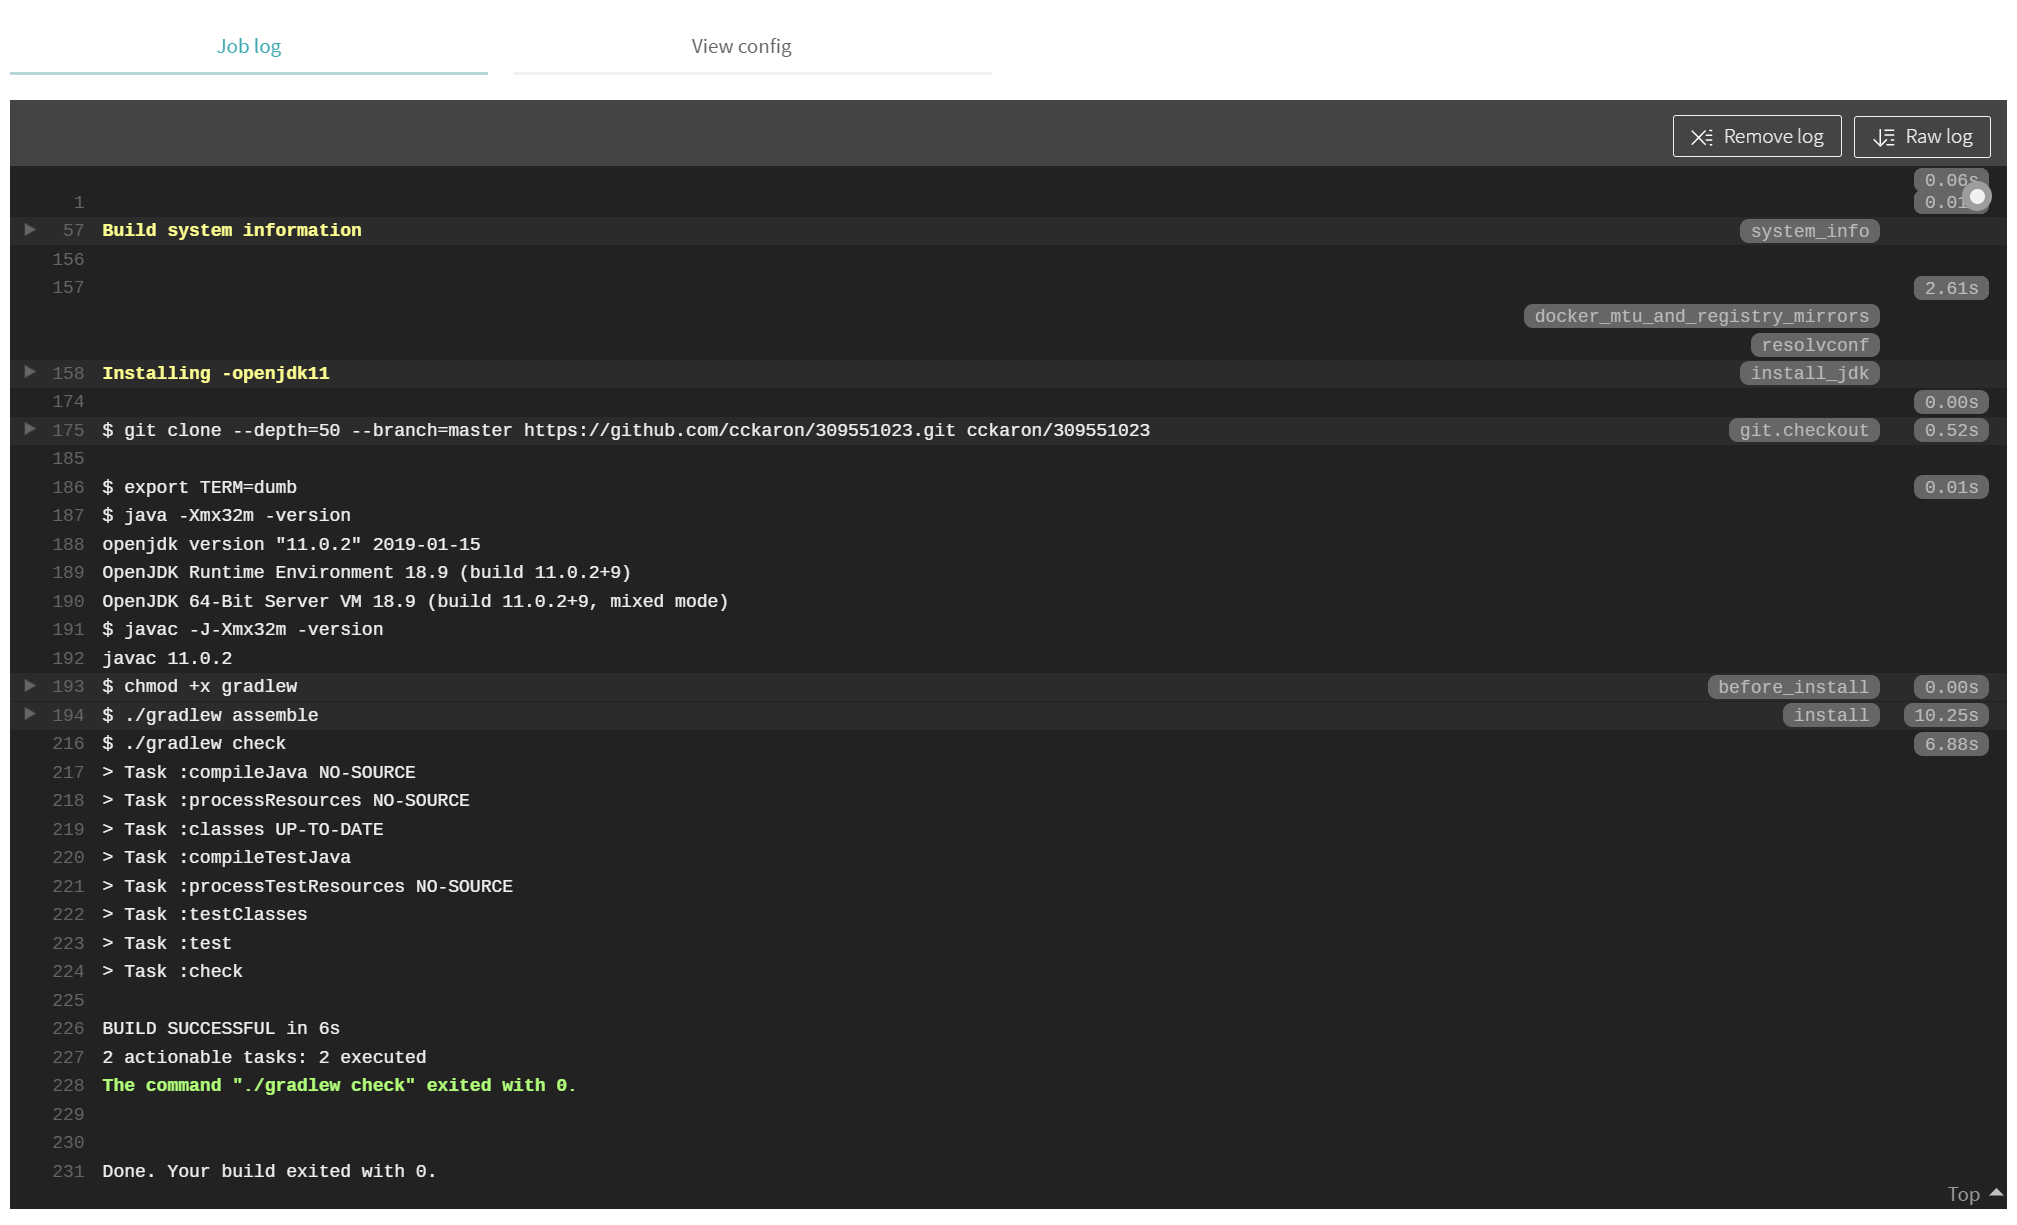 Job log View config
Remove log Raw log
0.06s
1
57 Build system information system_info
156
157 2.61s
docker_mtu_and_registry_mirrors
resolvconf
158 Installing -openjdk11 install_jdk
174 0.00s
175 $ git clone --depth=50 --branch=master https://github.com/cckaron/309551023.git cckaron/309551023 git.checkout 0.52s
185
186 $ export TERM=dumb 0.01s
187 $ java -Xmx32m -version
188 openjdk version "11.0.2" 2019-01-15
189 OpenJDK Runtime Environment 18.9 (build 11.0.2+9)
190 OpenJDK 64-Bit Server VM 18.9 (build 11.0.2+9, mixed mode)
191 $ javac -J-Xmx32m -version
192 javac 11.0.2
193 $ chmod +x gradlew before_install 0.00s
194 $ ./gradlew assemble install 10.25s
216 $ ./gradlew check 6.88s
217 > Task :compileJava NO-SOURCE
218 > Task :processResources NO-SOURCE
219 > Task :classes UP-TO-DATE
220 > Task :compileTestJava
221 > Task :processTestResources NO-SOURCE
222 > Task :testClasses
223 > Task :test
224 > Task :check
225
226 BUILD SUCCESSFUL in 6s
227 2 actionable tasks: 2 executed
228 The command "./gradlew check" exited with 0.
229
230
231 Done. Your build exited with 0.
Top